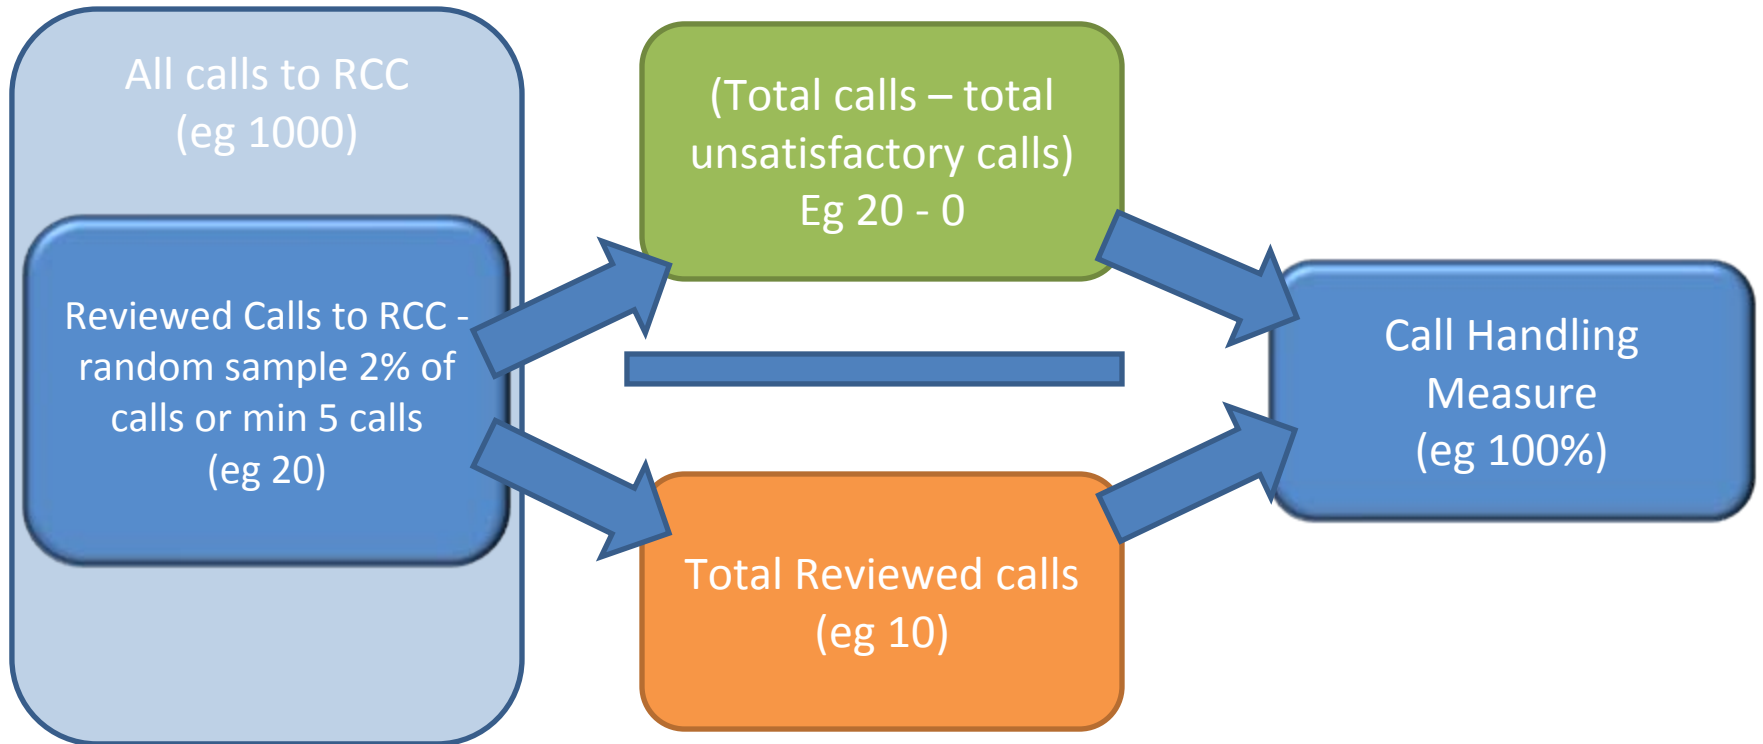 All calls to RCC
(eg 1000)
Reviewed Calls to RCC -
random sample 2% of
calls or min 5 calls
(eg 20)
(Total calls – total
unsatisfactory calls)
Eg 20 - 0
Total Reviewed calls
(eg 10)
Call Handling
Measure
(eg 100%)